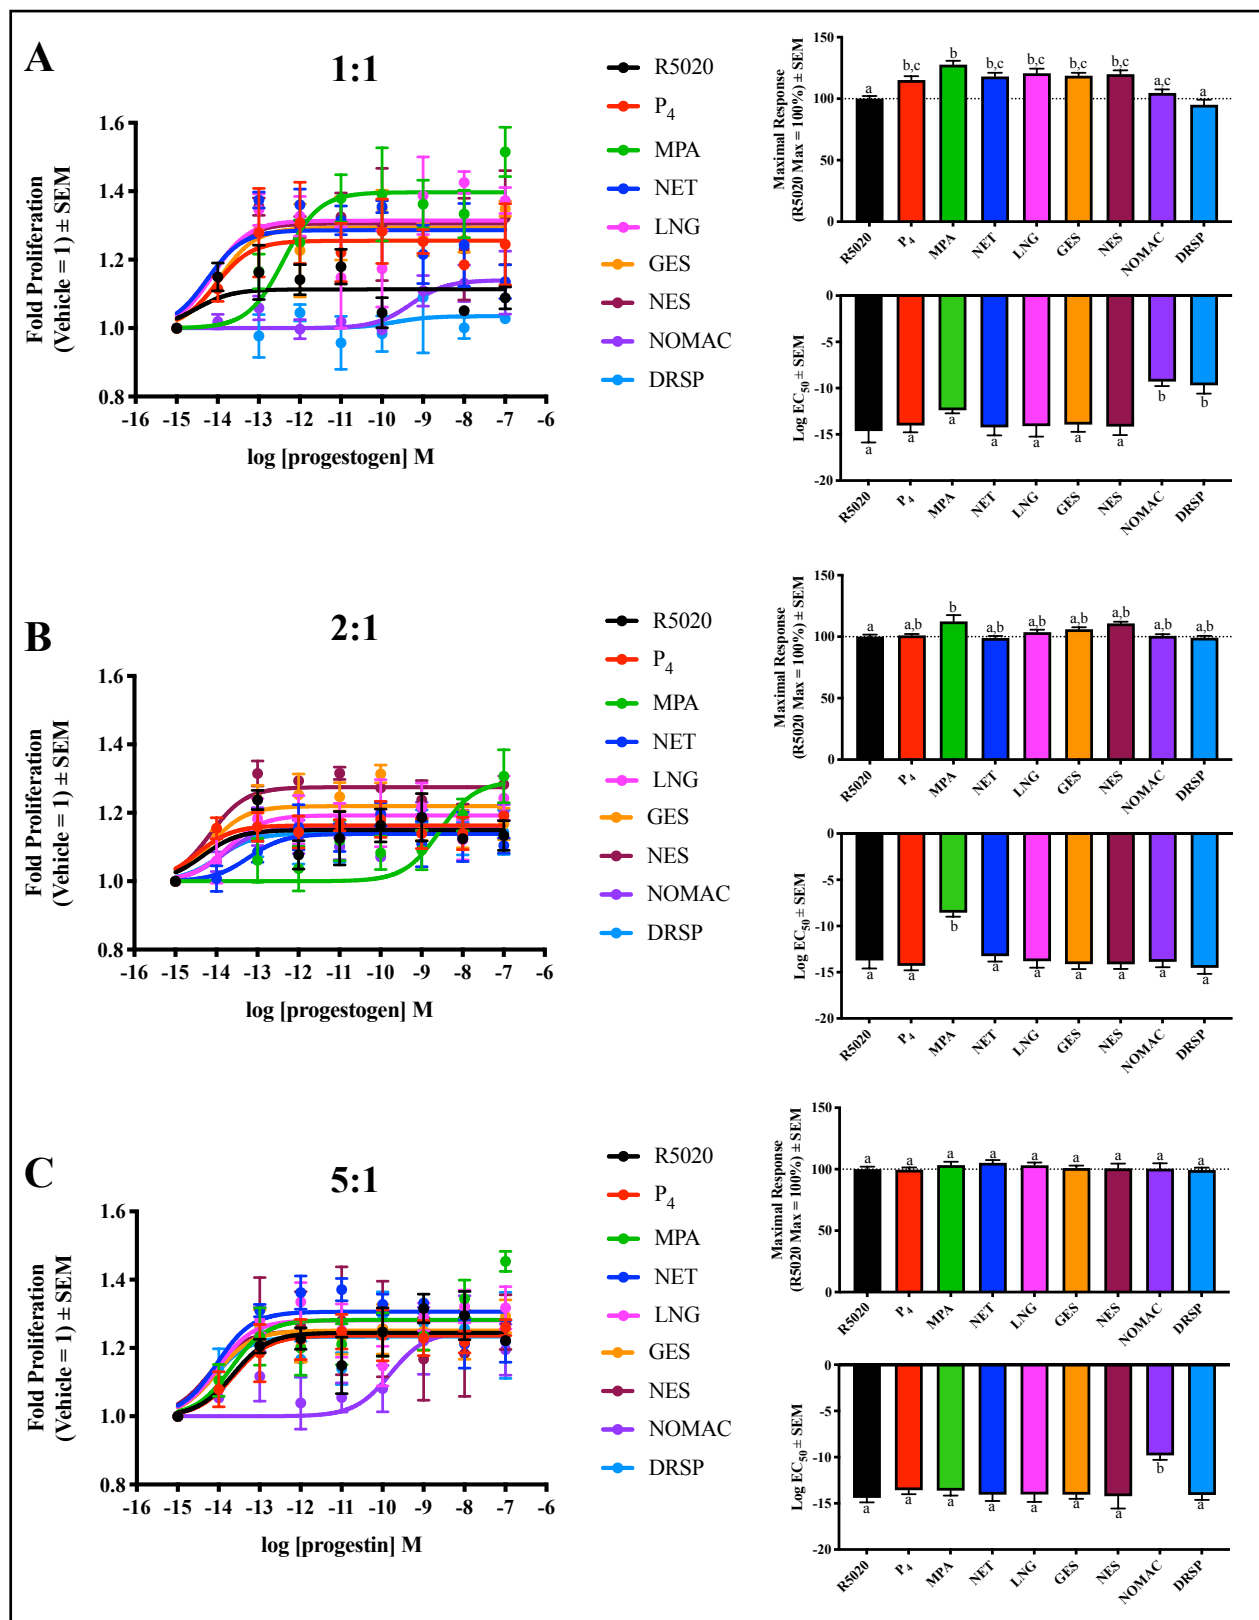 A
1:1
Fold Proliferation
(Vehicle = 1) ± SEM
1.6
1.4
1.2
1.0
0.8
-16 -15 -14 -13 -12 -11 -10 -9 -8 -7 -6
log [progestogen] M
R5020
P4
MPA
NET
LNG
GES
NES
NOMAC
DRSP
Maximal Response
(R5020 Max = 100%) ± SEM
150
100
50
0
a b,c b b,c b,c b,c b,c a,c a
R5020 P4 MPA NET LNG GES NES NOMAC DRSP
Log EC50 ± SEM
0
-5
-10
-15
-20
a a a a a a a b b
R5020 P4 MPA NET LNG GES NES NOMAC DRSP
B
2:1
Fold Proliferation
(Vehicle = 1) ± SEM
1.6
1.4
1.2
1.0
0.8
-16 -15 -14 -13 -12 -11 -10 -9 -8 -7 -6
log [progestogen] M
R5020
P4
MPA
NET
LNG
GES
NES
NOMAC
DRSP
Maximal Response
(R5020 Max = 100%) ± SEM
150
100
50
0
a a,b b a,b a,b a,b a,b a,b a,b
R5020 P4 MPA NET LNG GES NES NOMAC DRSP
Log EC50 ± SEM
0
-5
-10
-15
-20
a a b a a a a a a
R5020 P4 MPA NET LNG GES NES NOMAC DRSP
C
5:1
Fold Proliferation
(Vehicle = 1) ± SEM
1.6
1.4
1.2
1.0
0.8
-16 -15 -14 -13 -12 -11 -10 -9 -8 -7 -6
log [progestin] M
R5020
P4
MPA
NET
LNG
GES
NES
NOMAC
DRSP
Maximal Response
(R5020 Max = 100%) ± SEM
150
100
50
0
a a a a a a a a a
R5020 P4 MPA NET LNG GES NES NOMAC DRSP
Log EC50 ± SEM
0
-5
-10
-15
-20
a a a a a a a b a
R5020 P4 MPA NET LNG GES NES NOMAC DRSP